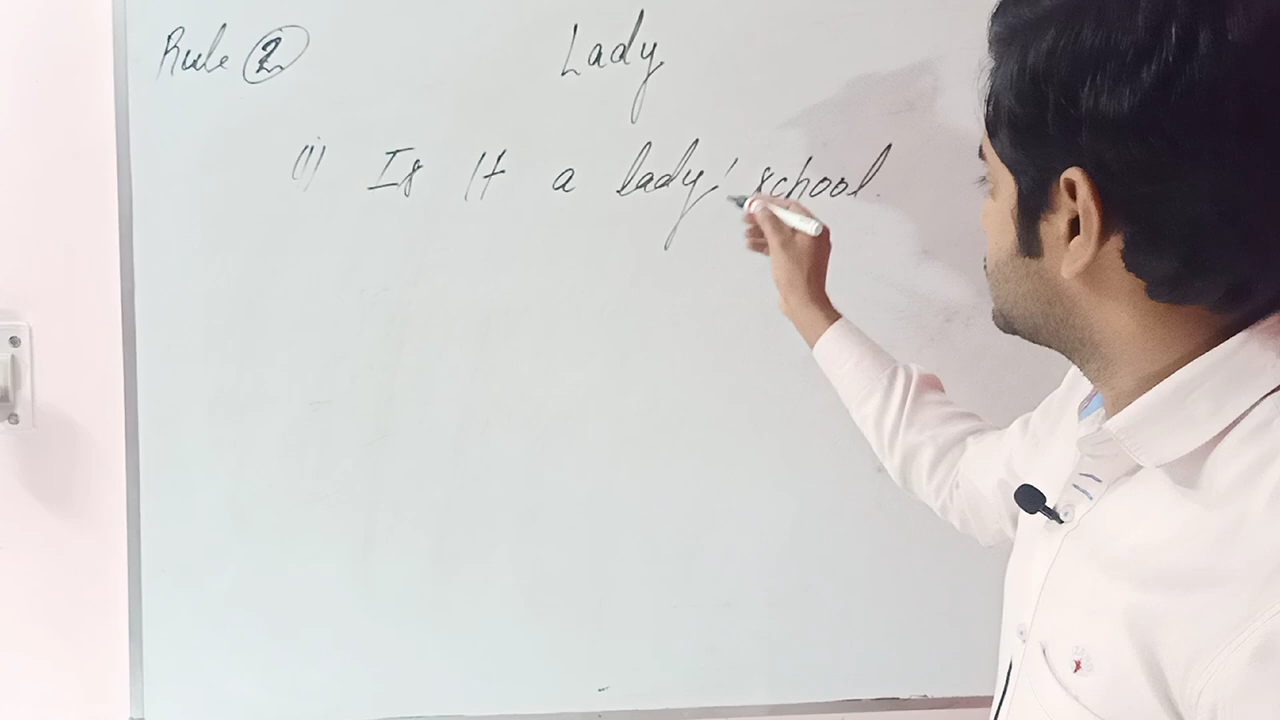 Rule ②
Lady
(i) Is It a lady' school.